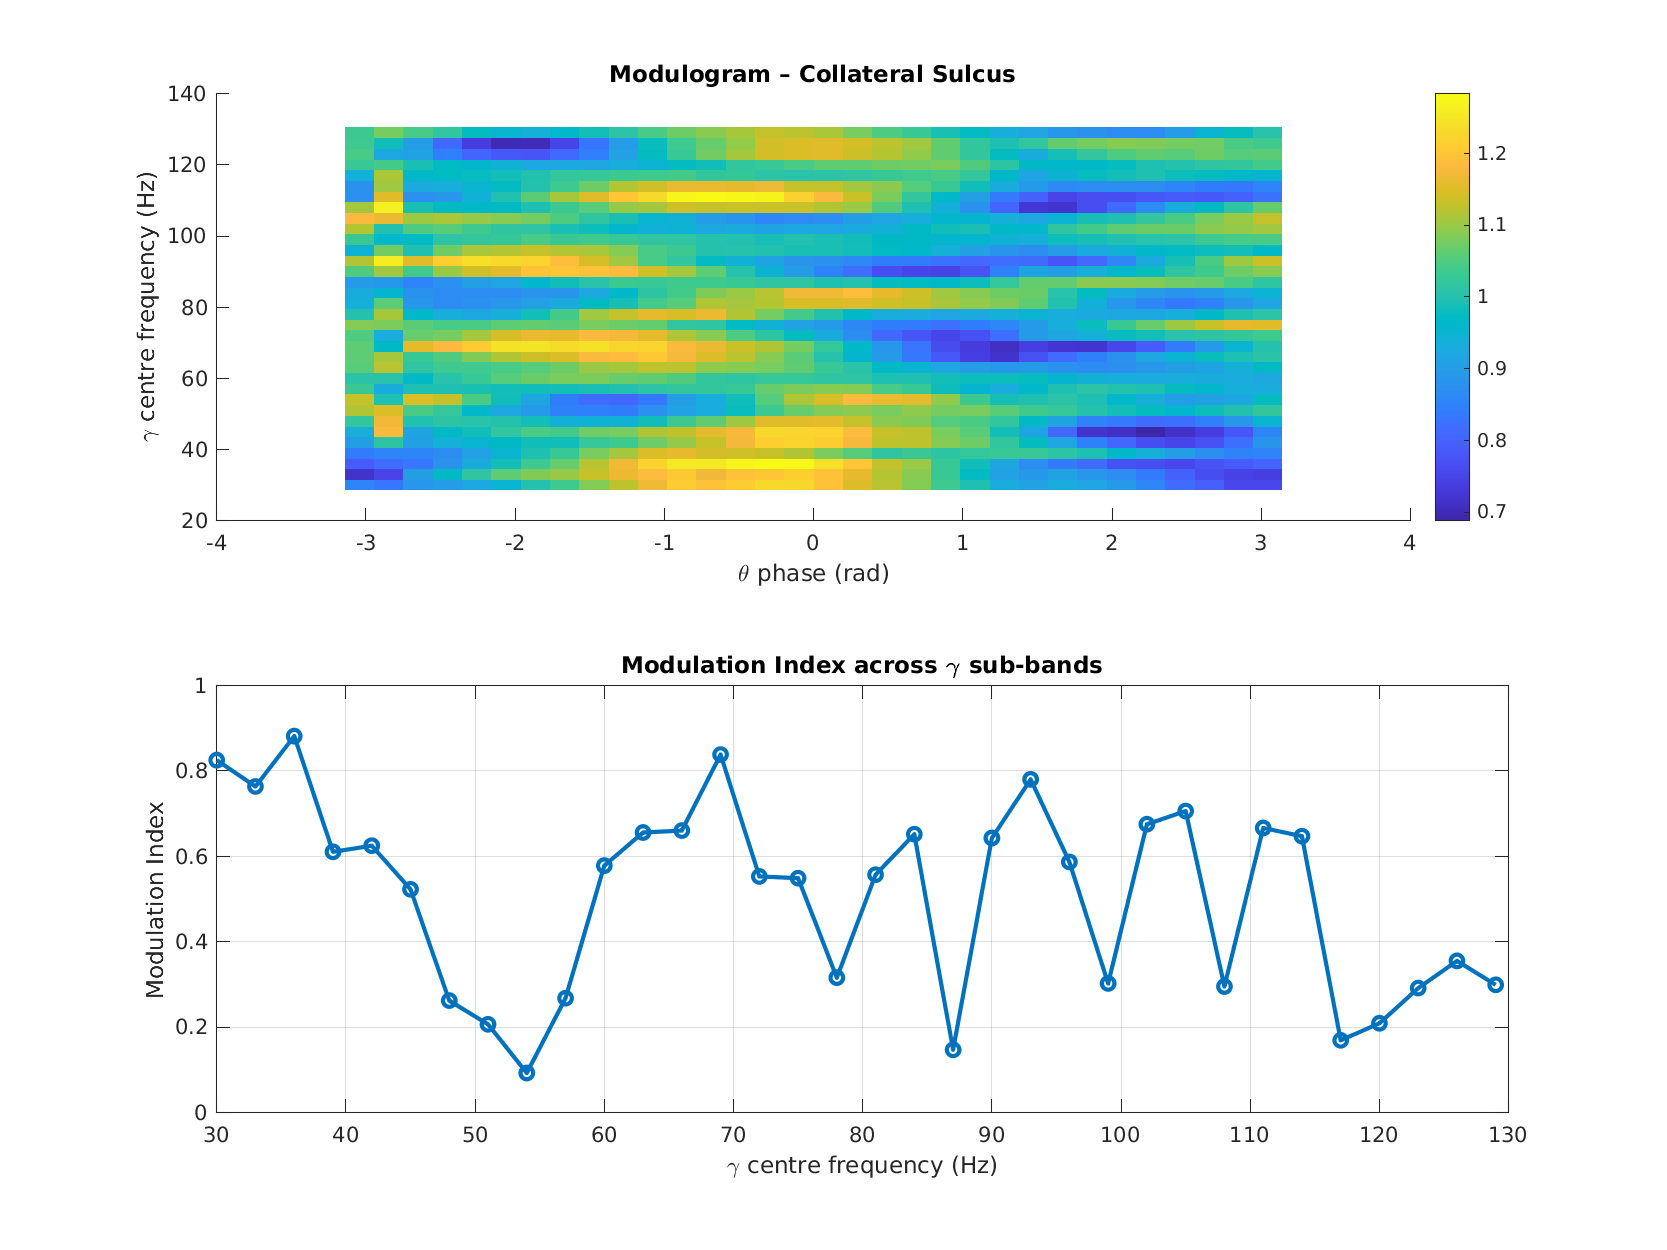 Modulogram – Collateral Sulcus
γ centre frequency (Hz)
140
120
100
80
60
40
20
-4 -3 -2 -1 0 1 2 3 4
θ phase (rad)
1.2
1.1
1
0.9
0.8
0.7
Modulation Index across γ sub-bands
Modulation Index
1
0.8
0.6
0.4
0.2
0
30 40 50 60 70 80 90 100 110 120 130
γ centre frequency (Hz)